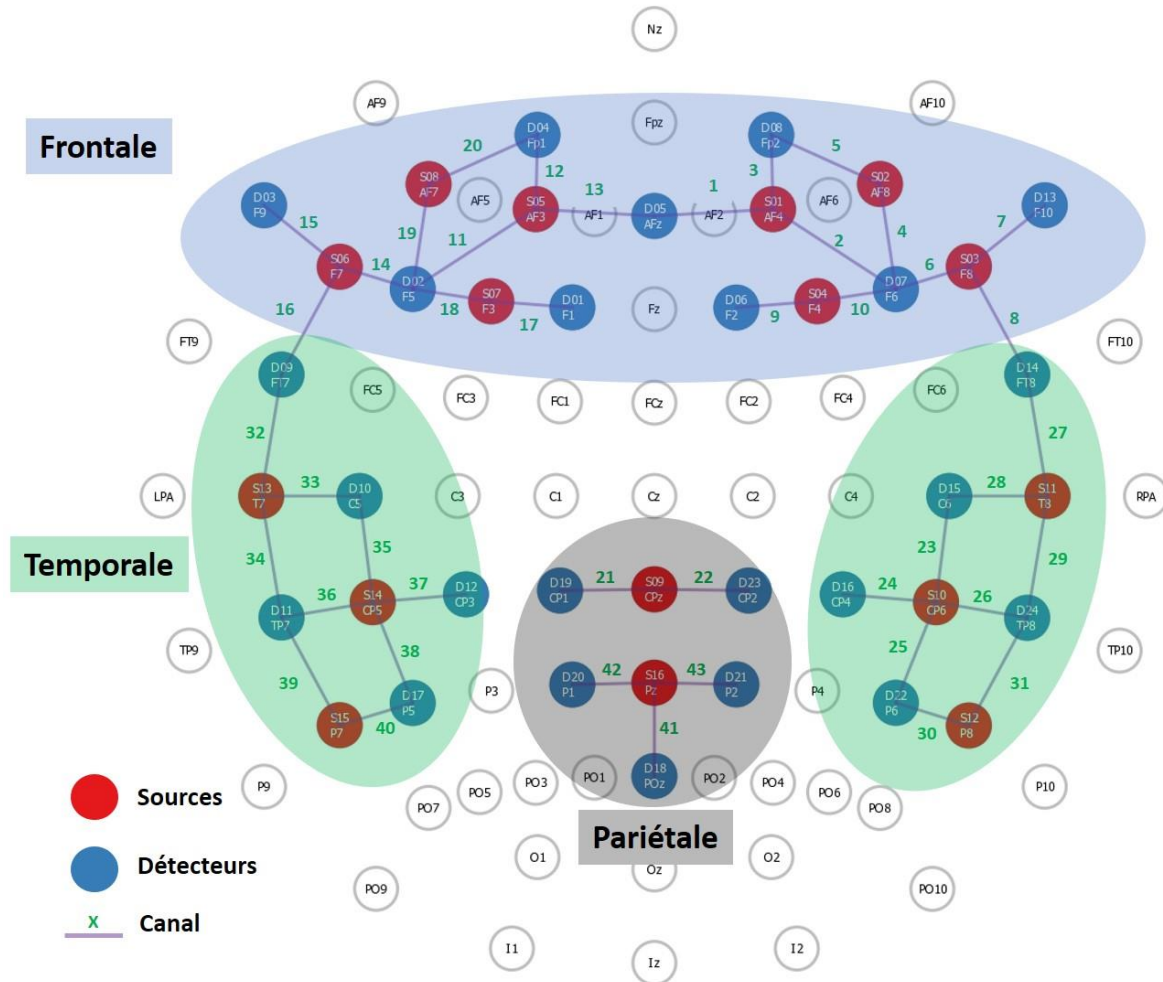 Nz
AF9
AF10
Frontale
Fpz
D04
Fp1
D08
Fp2
20
12
3
5
S08
AF7
S02
AF8
AF5
AF6
13
1
D03
F9
S05
AF3
AF1
D05
AFz
AF2
S01
AF4
D13
F10
15
19
11
2
4
7
S06
F7
14
D02
F5
D07
F6
6
S03
F8
16
18
S07
F3
17
D01
F1
Fz
D06
F2
9
S04
F4
10
8
FT9
FT10
D09
FT7
FC5
FC3
FC1
FCz
FC2
FC4
FC6
D14
FT8
32
27
LPA
S13
T7
33
D10
C5
C3
C1
Cz
C2
C4
D15
C6
28
S11
T8
RPA
Temporale
34
35
23
29
36
S14
CP5
37
D12
CP3
D19
CP1
21
S09
CPz
22
D23
CP2
D16
CP4
24
S10
CP6
26
D11
TP7
D24
TP8
TP9
38
25
TP10
39
P3
D20
P1
42
S16
Pz
43
D21
P2
P4
31
S15
P7
40
D17
P5
D22
P6
30
S12
P8
41
P9
PO7
PO5
PO3
PO1
D18
POz
PO2
PO4
PO6
PO8
P10
Sources
Pariétale
Détecteurs
O1
Oz
O2
PO9
PO10
X
Canal
I1
Iz
I2